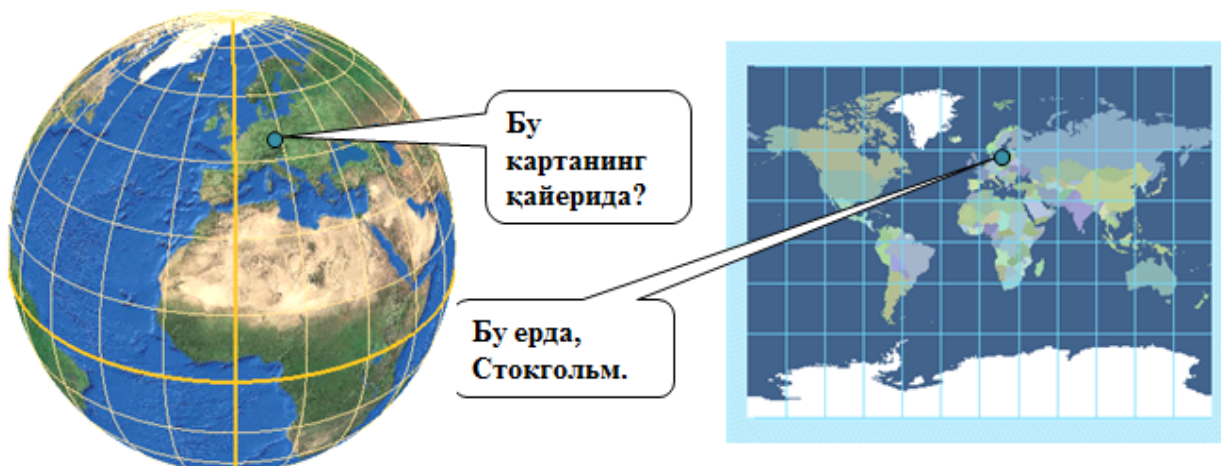 Бу
картанинг
қайерида?
Бу ерда,
Стокгольм.